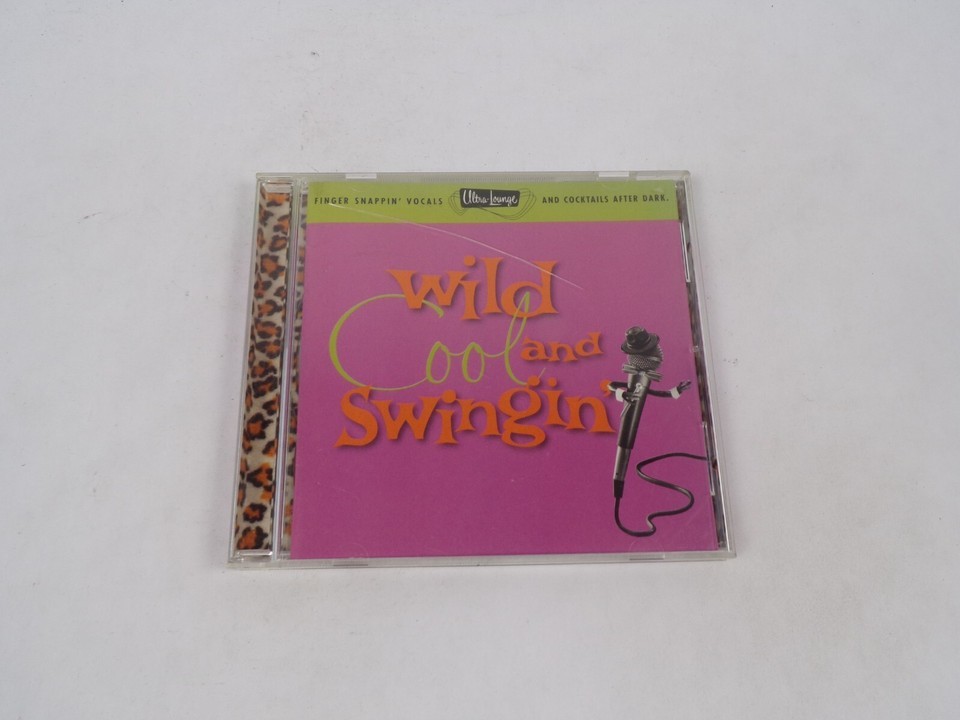 FINGER SNAPPIN' VOCALS Ultra-Lounge AND COCKTAILS AFTER DARK.
Wild
Cool and
Swingin'